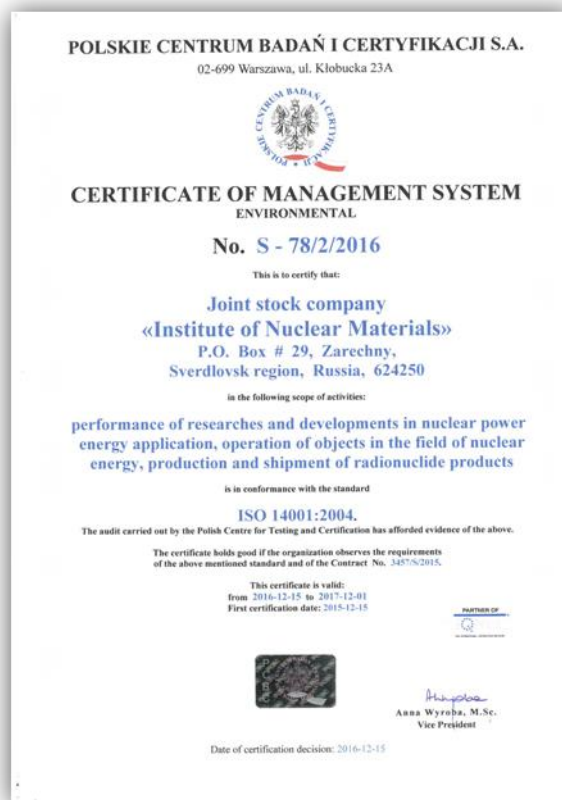 POLSKIE CENTRUM BADAŃ I CERTYFIKACJI S.A.
02-699 Warszawa, ul. Kłobucka 23A
POLSKIE CENTRUM BADAŃ I CERTYFIKACJI
CERTIFICATE OF MANAGEMENT SYSTEM
ENVIRONMENTAL
No. S - 78/2/2016
This is to certify that:
Joint stock company
«Institute of Nuclear Materials»
P.O. Box # 29, Zarechny,
Sverdlovsk region, Russia, 624250
in the following scope of activities:
performance of researches and developments in nuclear power
energy application, operation of objects in the field of nuclear
energy, production and shipment of radionuclide products
is in conformance with the standard
ISO 14001:2004.
The audit carried out by the Polish Centre for Testing and Certification has afforded evidence of the above.
The certificate holds good if the organization observes the requirements
of the above mentioned standard and of the Contract No. 3457/S/2015.
This certificate is valid:
from 2016-12-15 to 2017-12-01
First certification date: 2015-12-15
PARTNER OF
Anna Wyroba, M.Sc.
Vice President
Date of certification decision: 2016-12-15